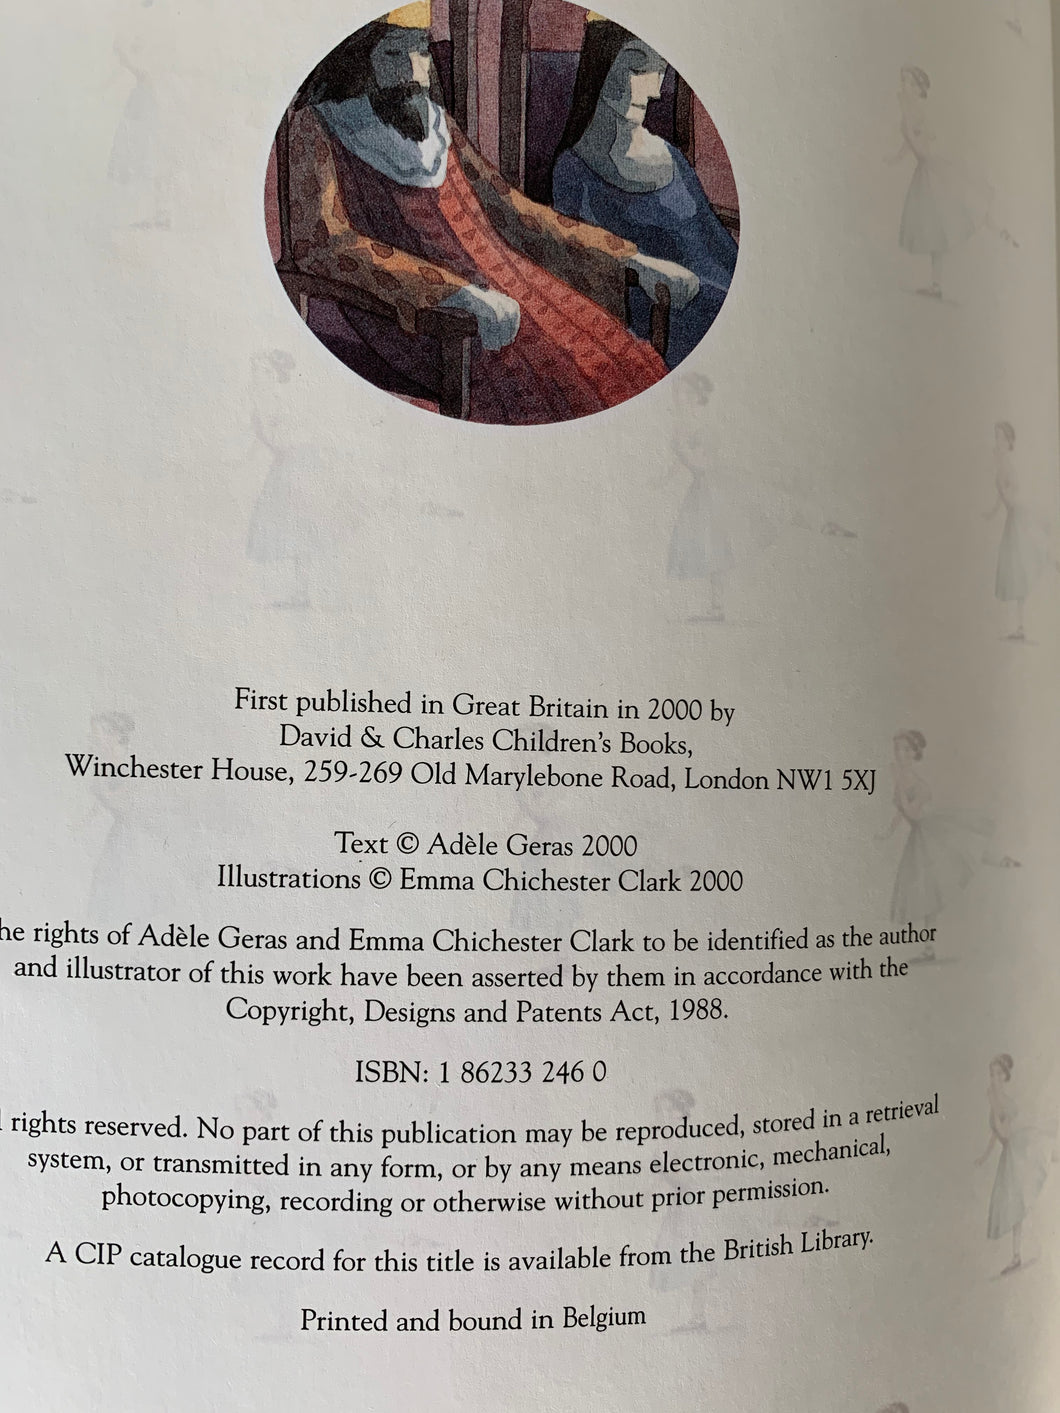 First published in Great Britain in 2000 by
David & Charles Children's Books,
Winchester House, 259-269 Old Marylebone Road, London NW1 5XJ
Text © Adèle Geras 2000
Illustrations © Emma Chichester Clark 2000
he rights of Adèle Geras and Emma Chichester Clark to be identified as the author
and illustrator of this work have been asserted by them in accordance with the
Copyright, Designs and Patents Act, 1988.
ISBN: 1 86233 246 0
l rights reserved. No part of this publication may be reproduced, stored in a retrieval
system, or transmitted in any form, or by any means electronic, mechanical,
photocopying, recording or otherwise without prior permission.
A CIP catalogue record for this title is available from the British Library.
Printed and bound in Belgium